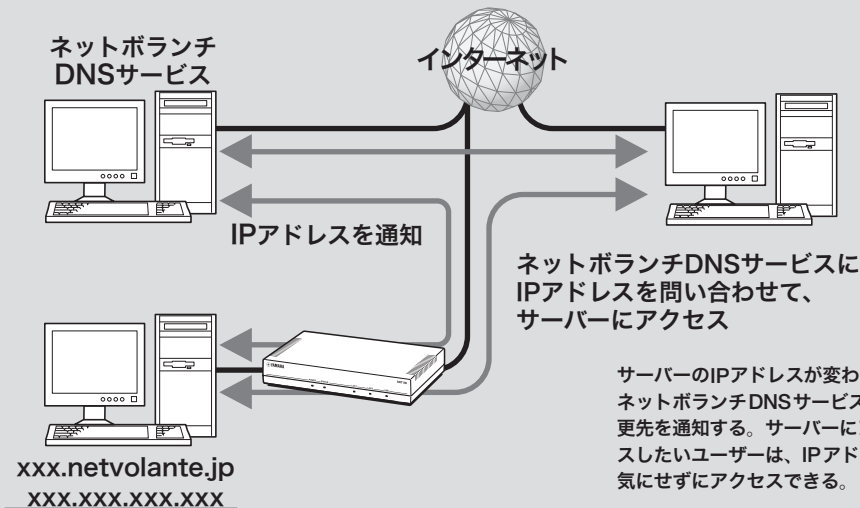 ネットボランチ
DNSサービス
インターネット
IPアドレスを通知
ネットボランチDNSサービスに
IPアドレスを問い合わせて、
サーバーにアクセス
サーバーのIPアドレスが変わ
ネットボランチDNSサービス
更先を通知する。サーバーに
スしたいユーザーは、IPアド
気にせずにアクセスできる。
YAMAHA
xxx.netvolante.jp
xxx.xxx.xxx.xxx